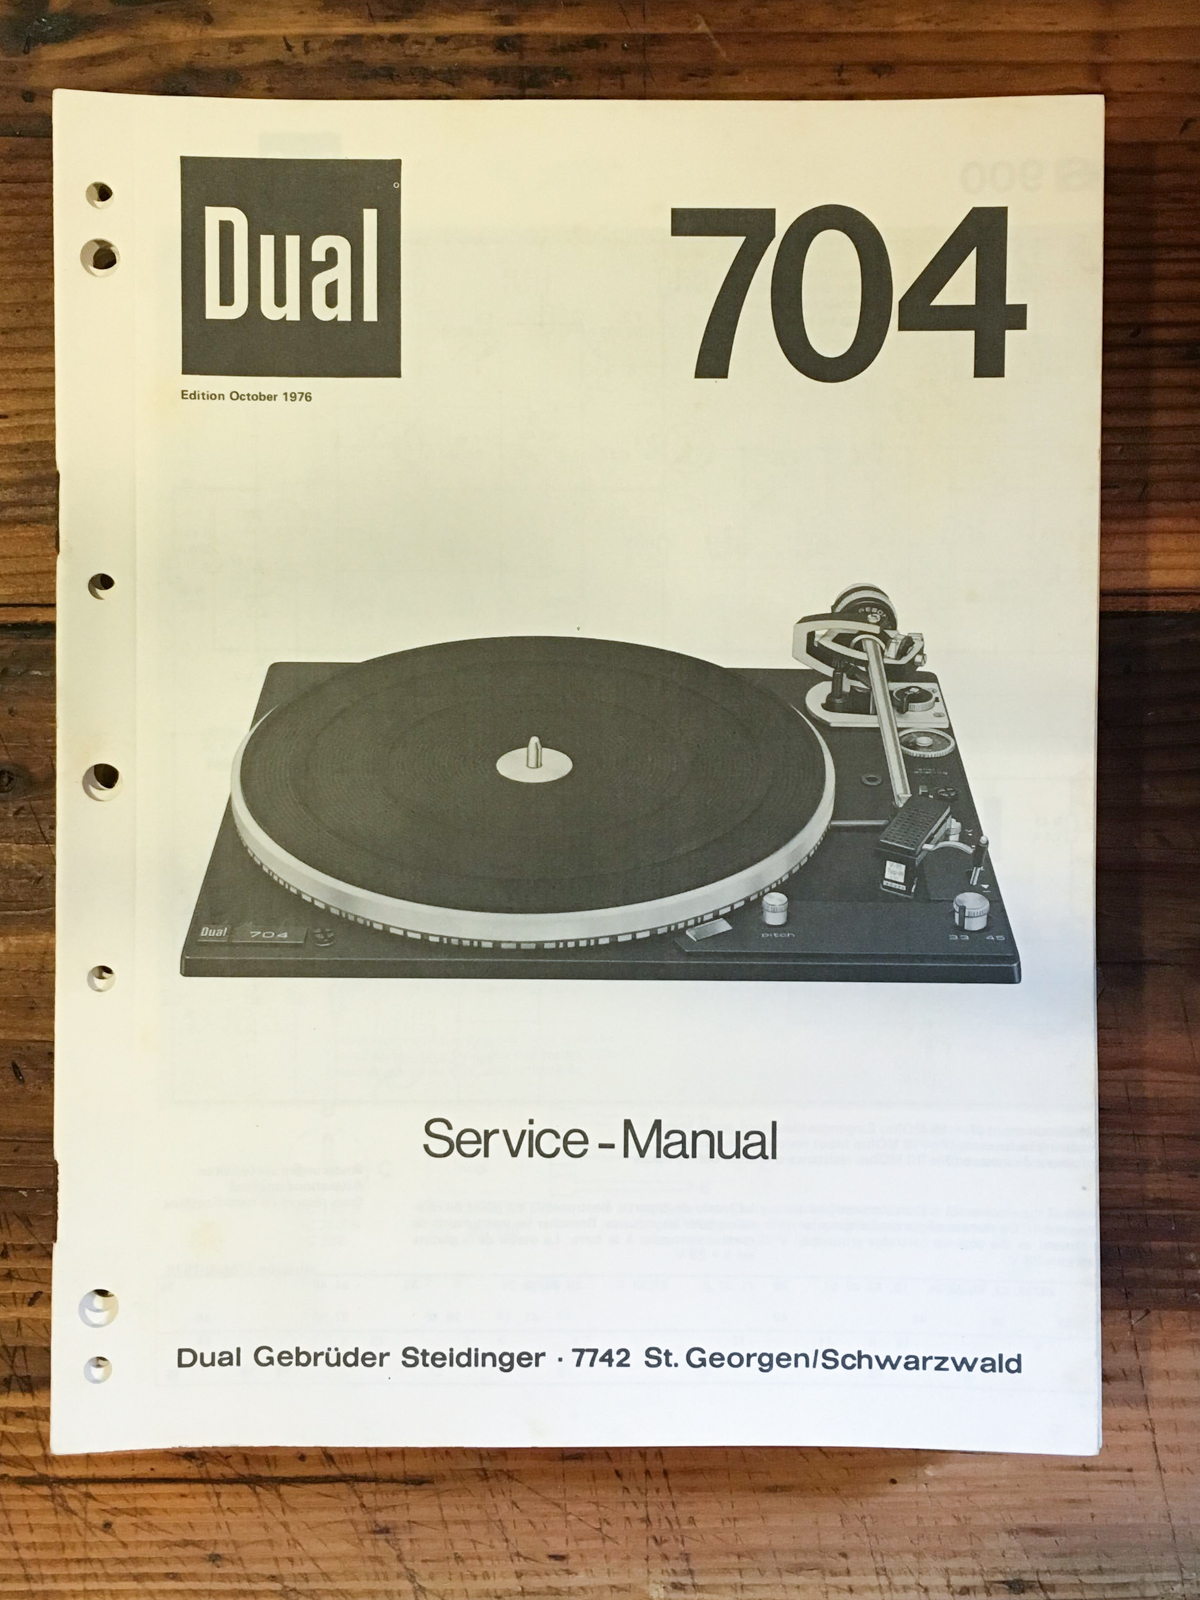 Dual
704
Edition October 1976
Dual 704
pitch
33 45
Service-Manual
Dual Gebrüder Steidinger · 7742 St. Georgen/Schwarzwald